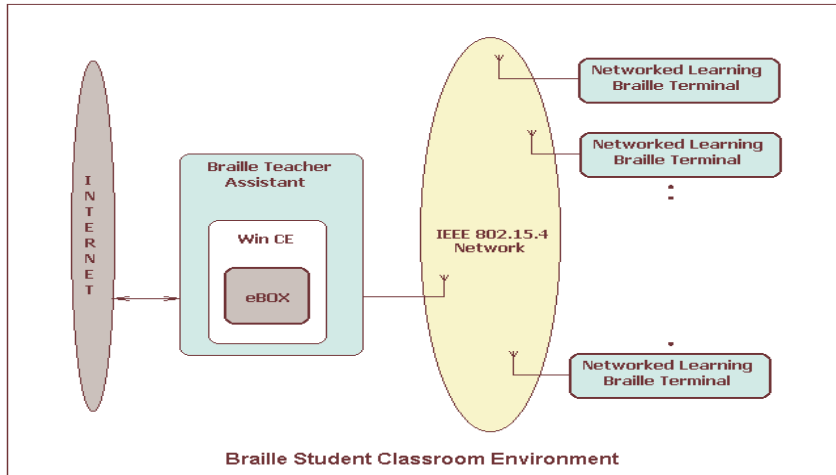 INTERNET
Braille Teacher
Assistant
Win CE
eBOX
IEEE 802.15.4
Network
Networked Learning
Braille Terminal
Networked Learning
Braille Terminal
Networked Learning
Braille Terminal
Braille Student Classroom Environment